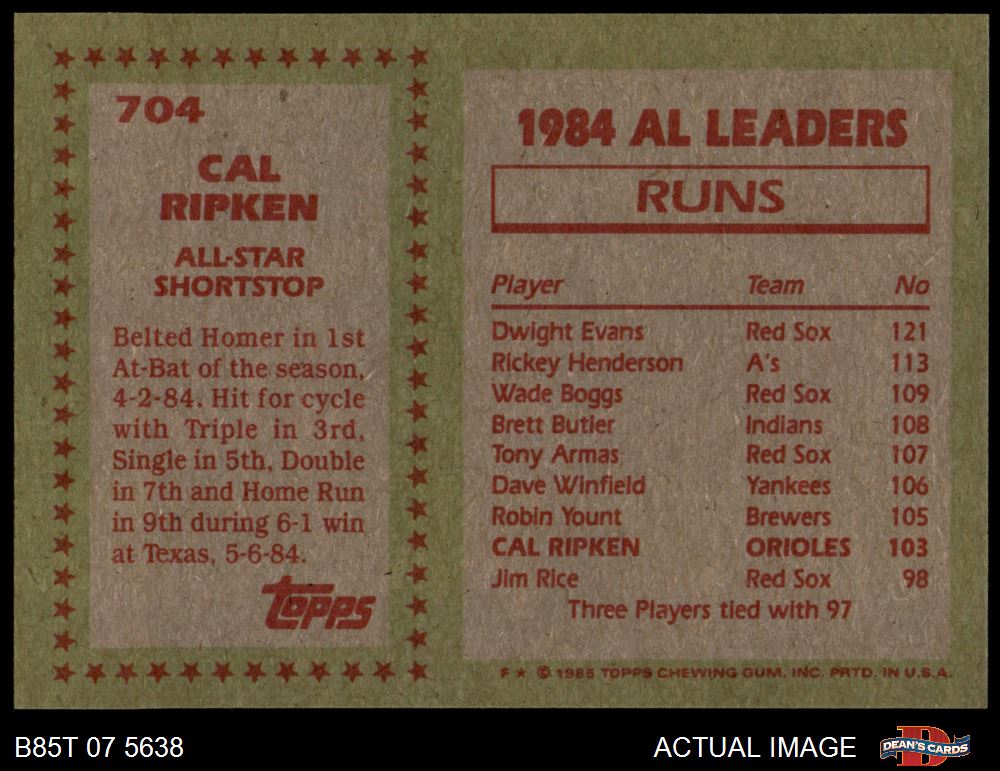 704
CAL
RIPKEN
ALL-STAR
SHORTSTOP
Belted Homer in 1st
At-Bat of the season,
4-2-84. Hit for cycle
with Triple in 3rd,
Single in 5th, Double
in 7th and Home Run
in 9th during 6-1 win
at Texas, 5-6-84.
Topps
1984 AL LEADERS
RUNS
Player Team No
Dwight Evans Red Sox 121
Rickey Henderson A's 113
Wade Boggs Red Sox 109
Brett Butler Indians 108
Tony Armas Red Sox 107
Dave Winfield Yankees 106
Robin Yount Brewers 105
CAL RIPKEN ORIOLES 103
Jim Rice Red Sox 98
Three Players tied with 97
F ★ © 1985 TOPPS CHEWING GUM, INC. PRTD. IN U.S.A.
B85T 07 5638
ACTUAL IMAGE
DEAN'S CARDS